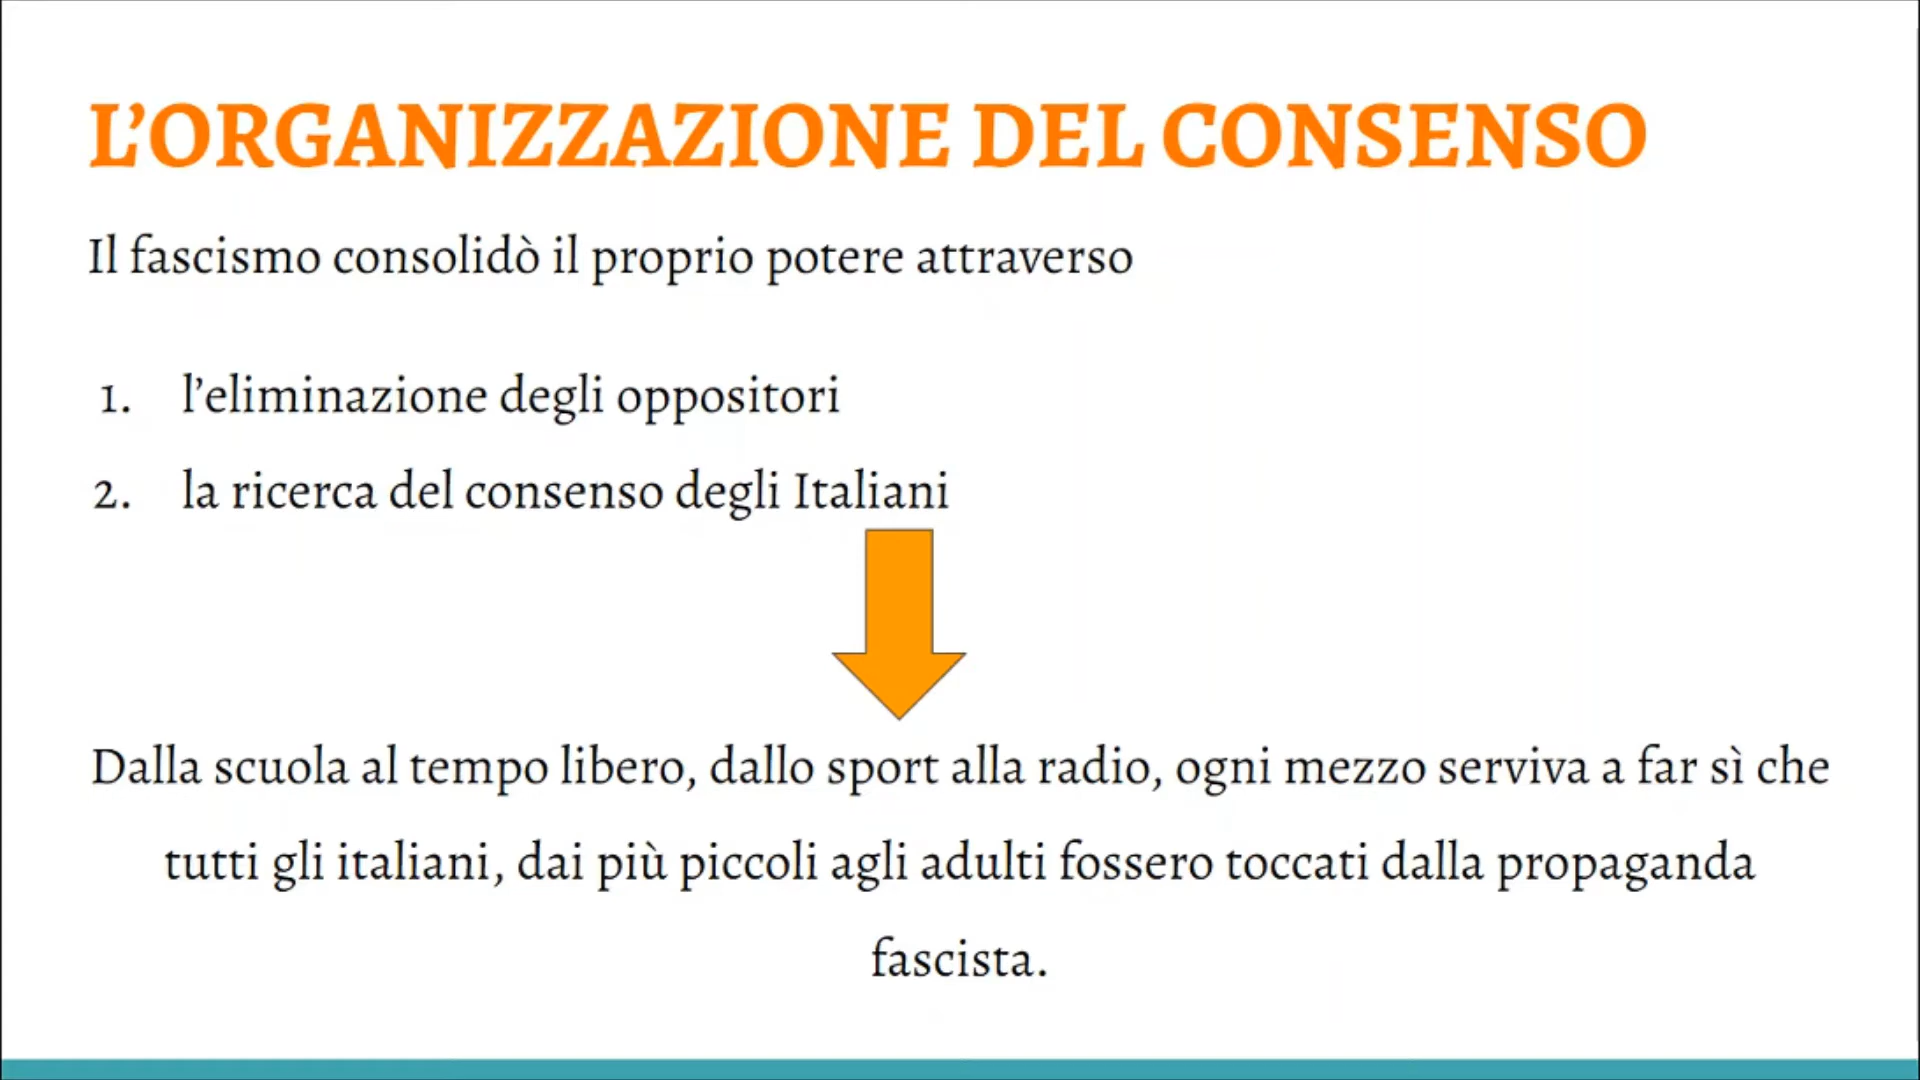 L’ORGANIZZAZIONE DEL CONSENSO
Il fascismo consolidò il proprio potere attraverso
1. l’eliminazione degli oppositori
2. la ricerca del consenso degli Italiani
Dalla scuola al tempo libero, dallo sport alla radio, ogni mezzo serviva a far sì che
tutti gli italiani, dai più piccoli agli adulti fossero toccati dalla propaganda
fascista.